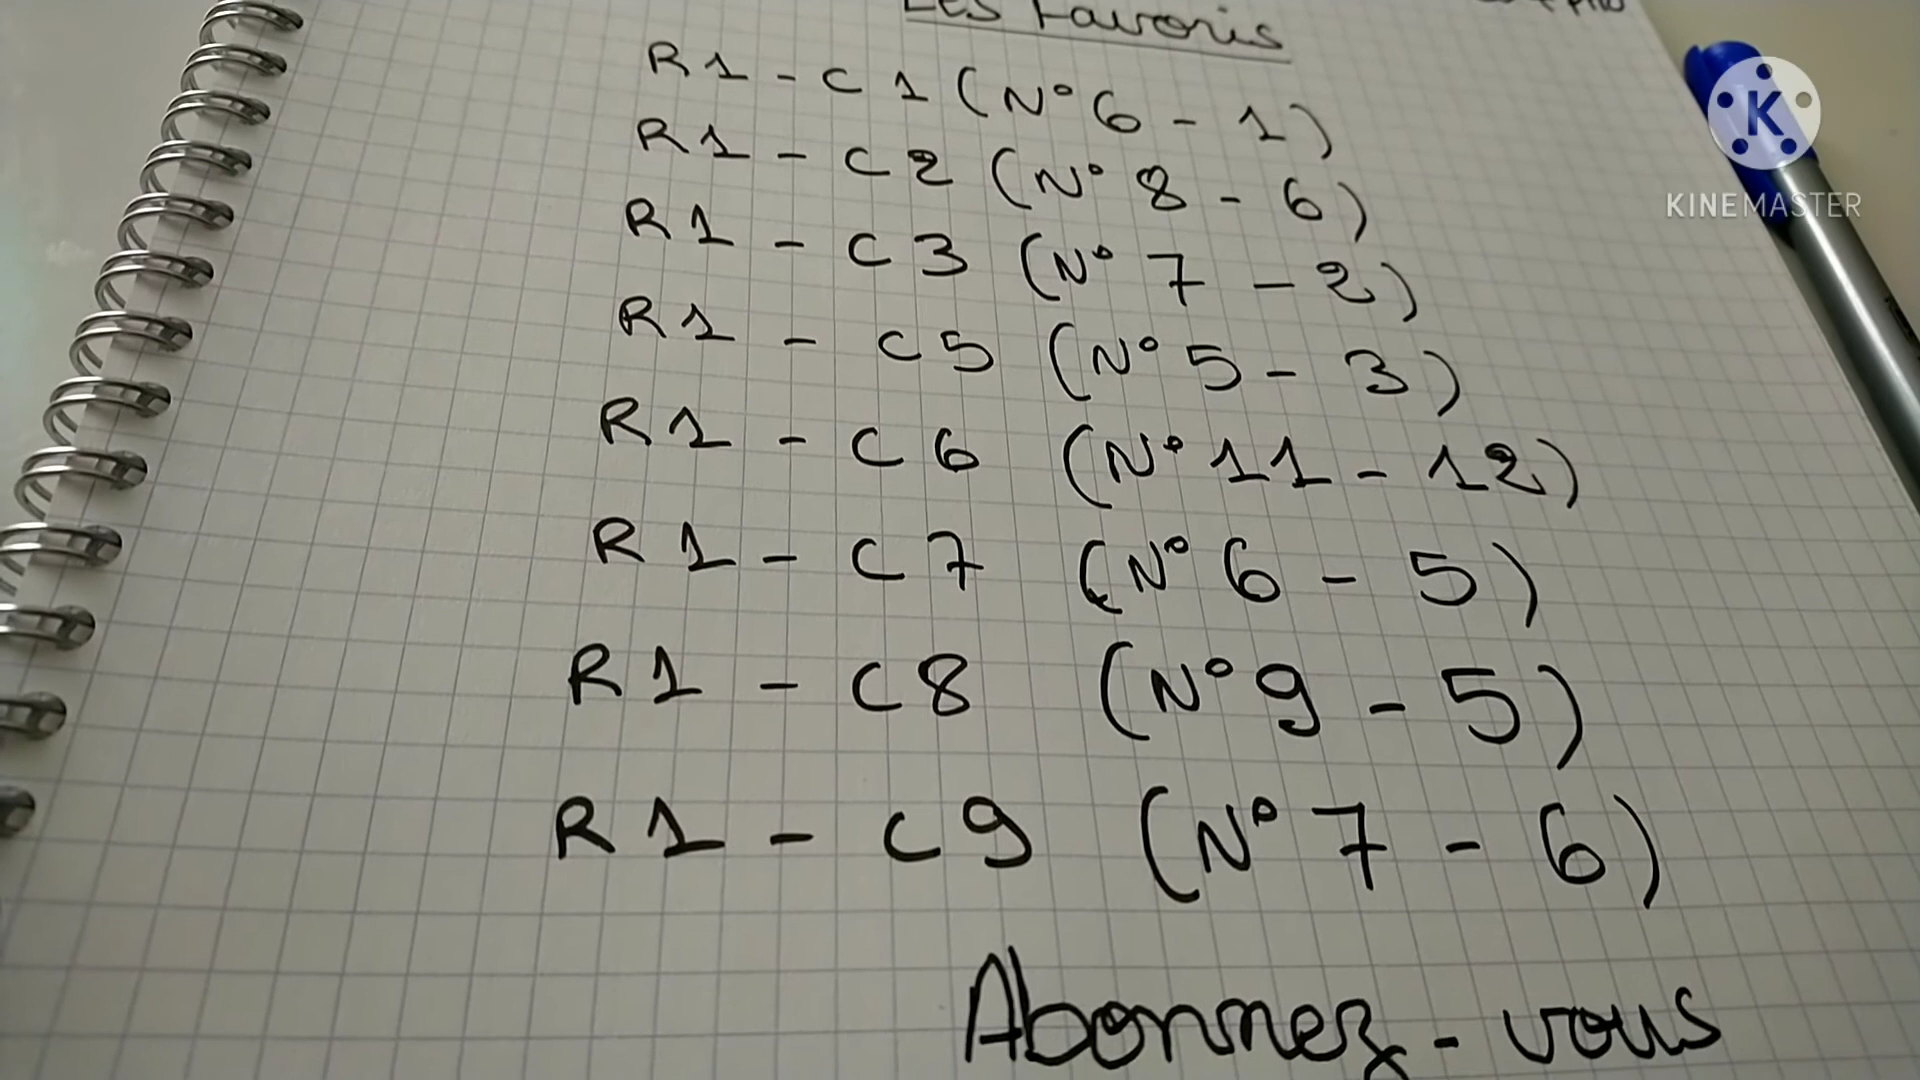 Les Favoris
R1 - C1 (N° 6 - 1)
R1 - C2 (N° 8 - 6)
R1 - C3 (N° 7 - 2)
R1 - C5 (N° 5 - 3)
R1 - C6 (N° 11 - 12)
R1 - C7 (N° 6 - 5)
R1 - C8 (N° 9 - 5)
R1 - C9 (N° 7 - 6)
Abonnez-vous
K
KINEMASTER